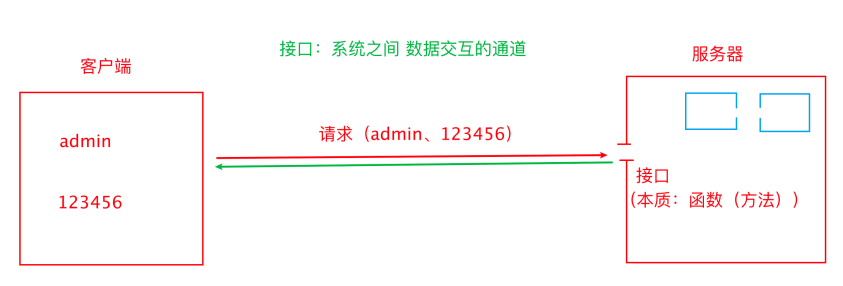 接口：系统之间 数据交互的通道
客户端
服务器
admin
123456
请求（admin、123456）
接口
（本质：函数（方法））